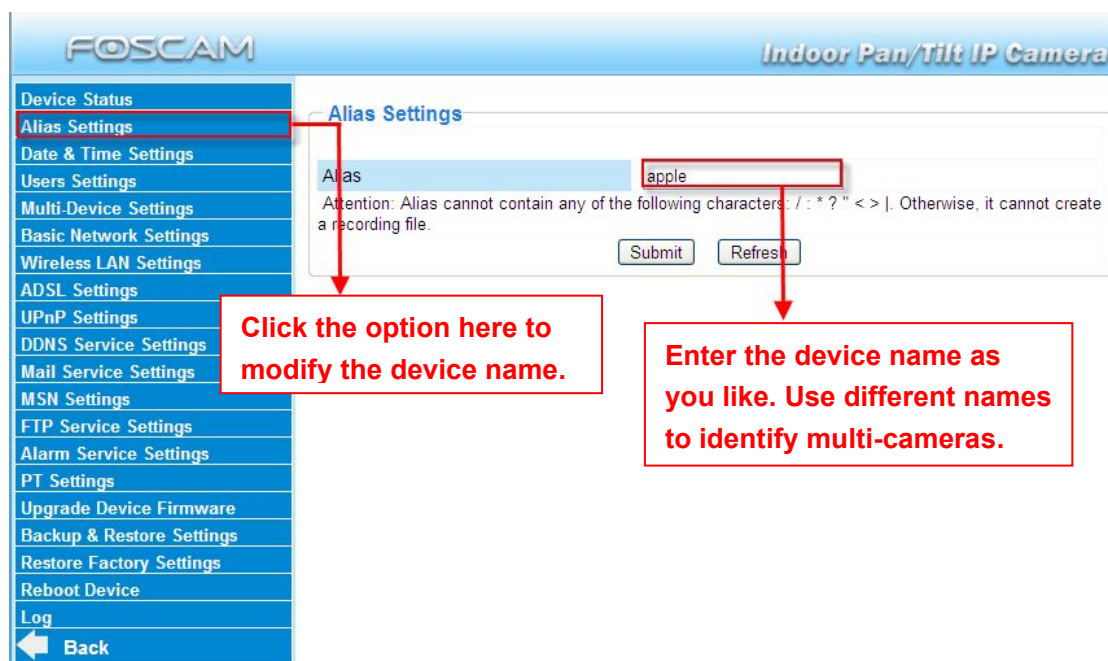 FOSCAM
Indoor Pan/Tilt IP Camera
Device Status
Alias Settings
Date & Time Settings
Users Settings
Multi-Device Settings
Basic Network Settings
Wireless LAN Settings
ADSL Settings
UPnP Settings
DDNS Service Settings
Mail Service Settings
MSN Settings
FTP Service Settings
Alarm Service Settings
PT Settings
Upgrade Device Firmware
Backup & Restore Settings
Restore Factory Settings
Reboot Device
Log
Back
Alias Settings
Alias
apple
Attention: Alias cannot contain any of the following characters: / : * ? " < > |. Otherwise, it cannot create
a recording file.
Submit
Refresh
Click the option here to
modify the device name.
Enter the device name as
you like. Use different names
to identify multi-cameras.